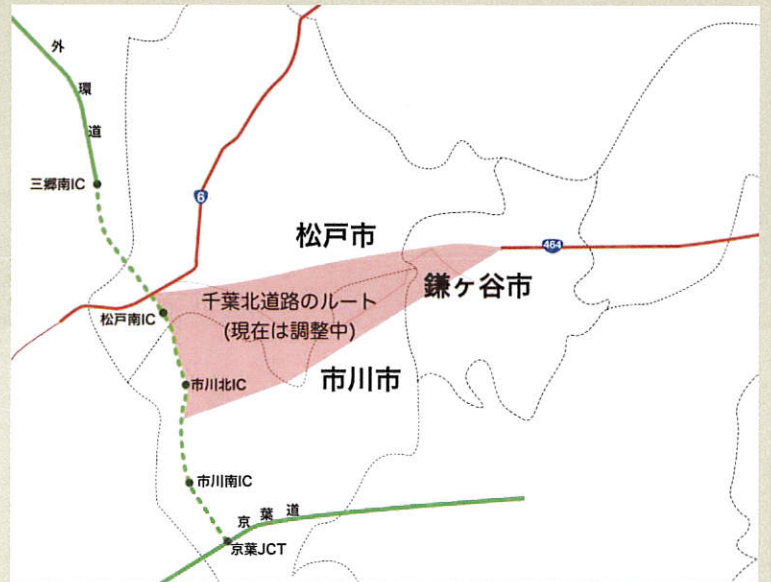 外環道
三郷南IC
6
松戸市
464
千葉北道路のルート
(現在は調整中)
鎌ヶ谷市
松戸南IC
市川市
市川北IC
市川南IC
京葉道
京葉JCT